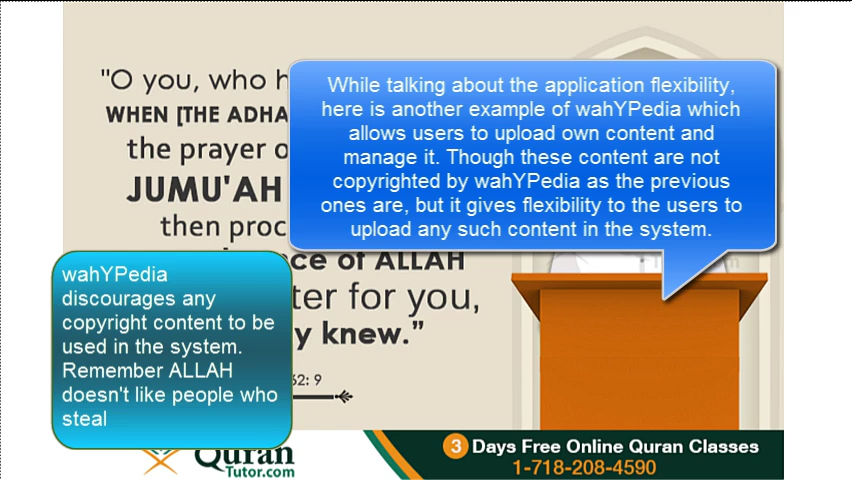 "O you, who h
WHEN [THE ADHA
the prayer o
JUMU'AH
then proc
nce of ALLAH
ter for you,
y knew.”
62: 9
While talking about the application flexibility,
here is another example of wahYPedia which
allows users to upload own content and
manage it. Though these content are not
copyrighted by wahYPedia as the previous
ones are, but it gives flexibility to the users to
upload any such content in the system.
wahYPedia
discourages any
copyright content to be
used in the system.
Remember ALLAH
doesn't like people who
steal
Quran
Tutor.com
3 Days Free Online Quran Classes
1-718-208-4590